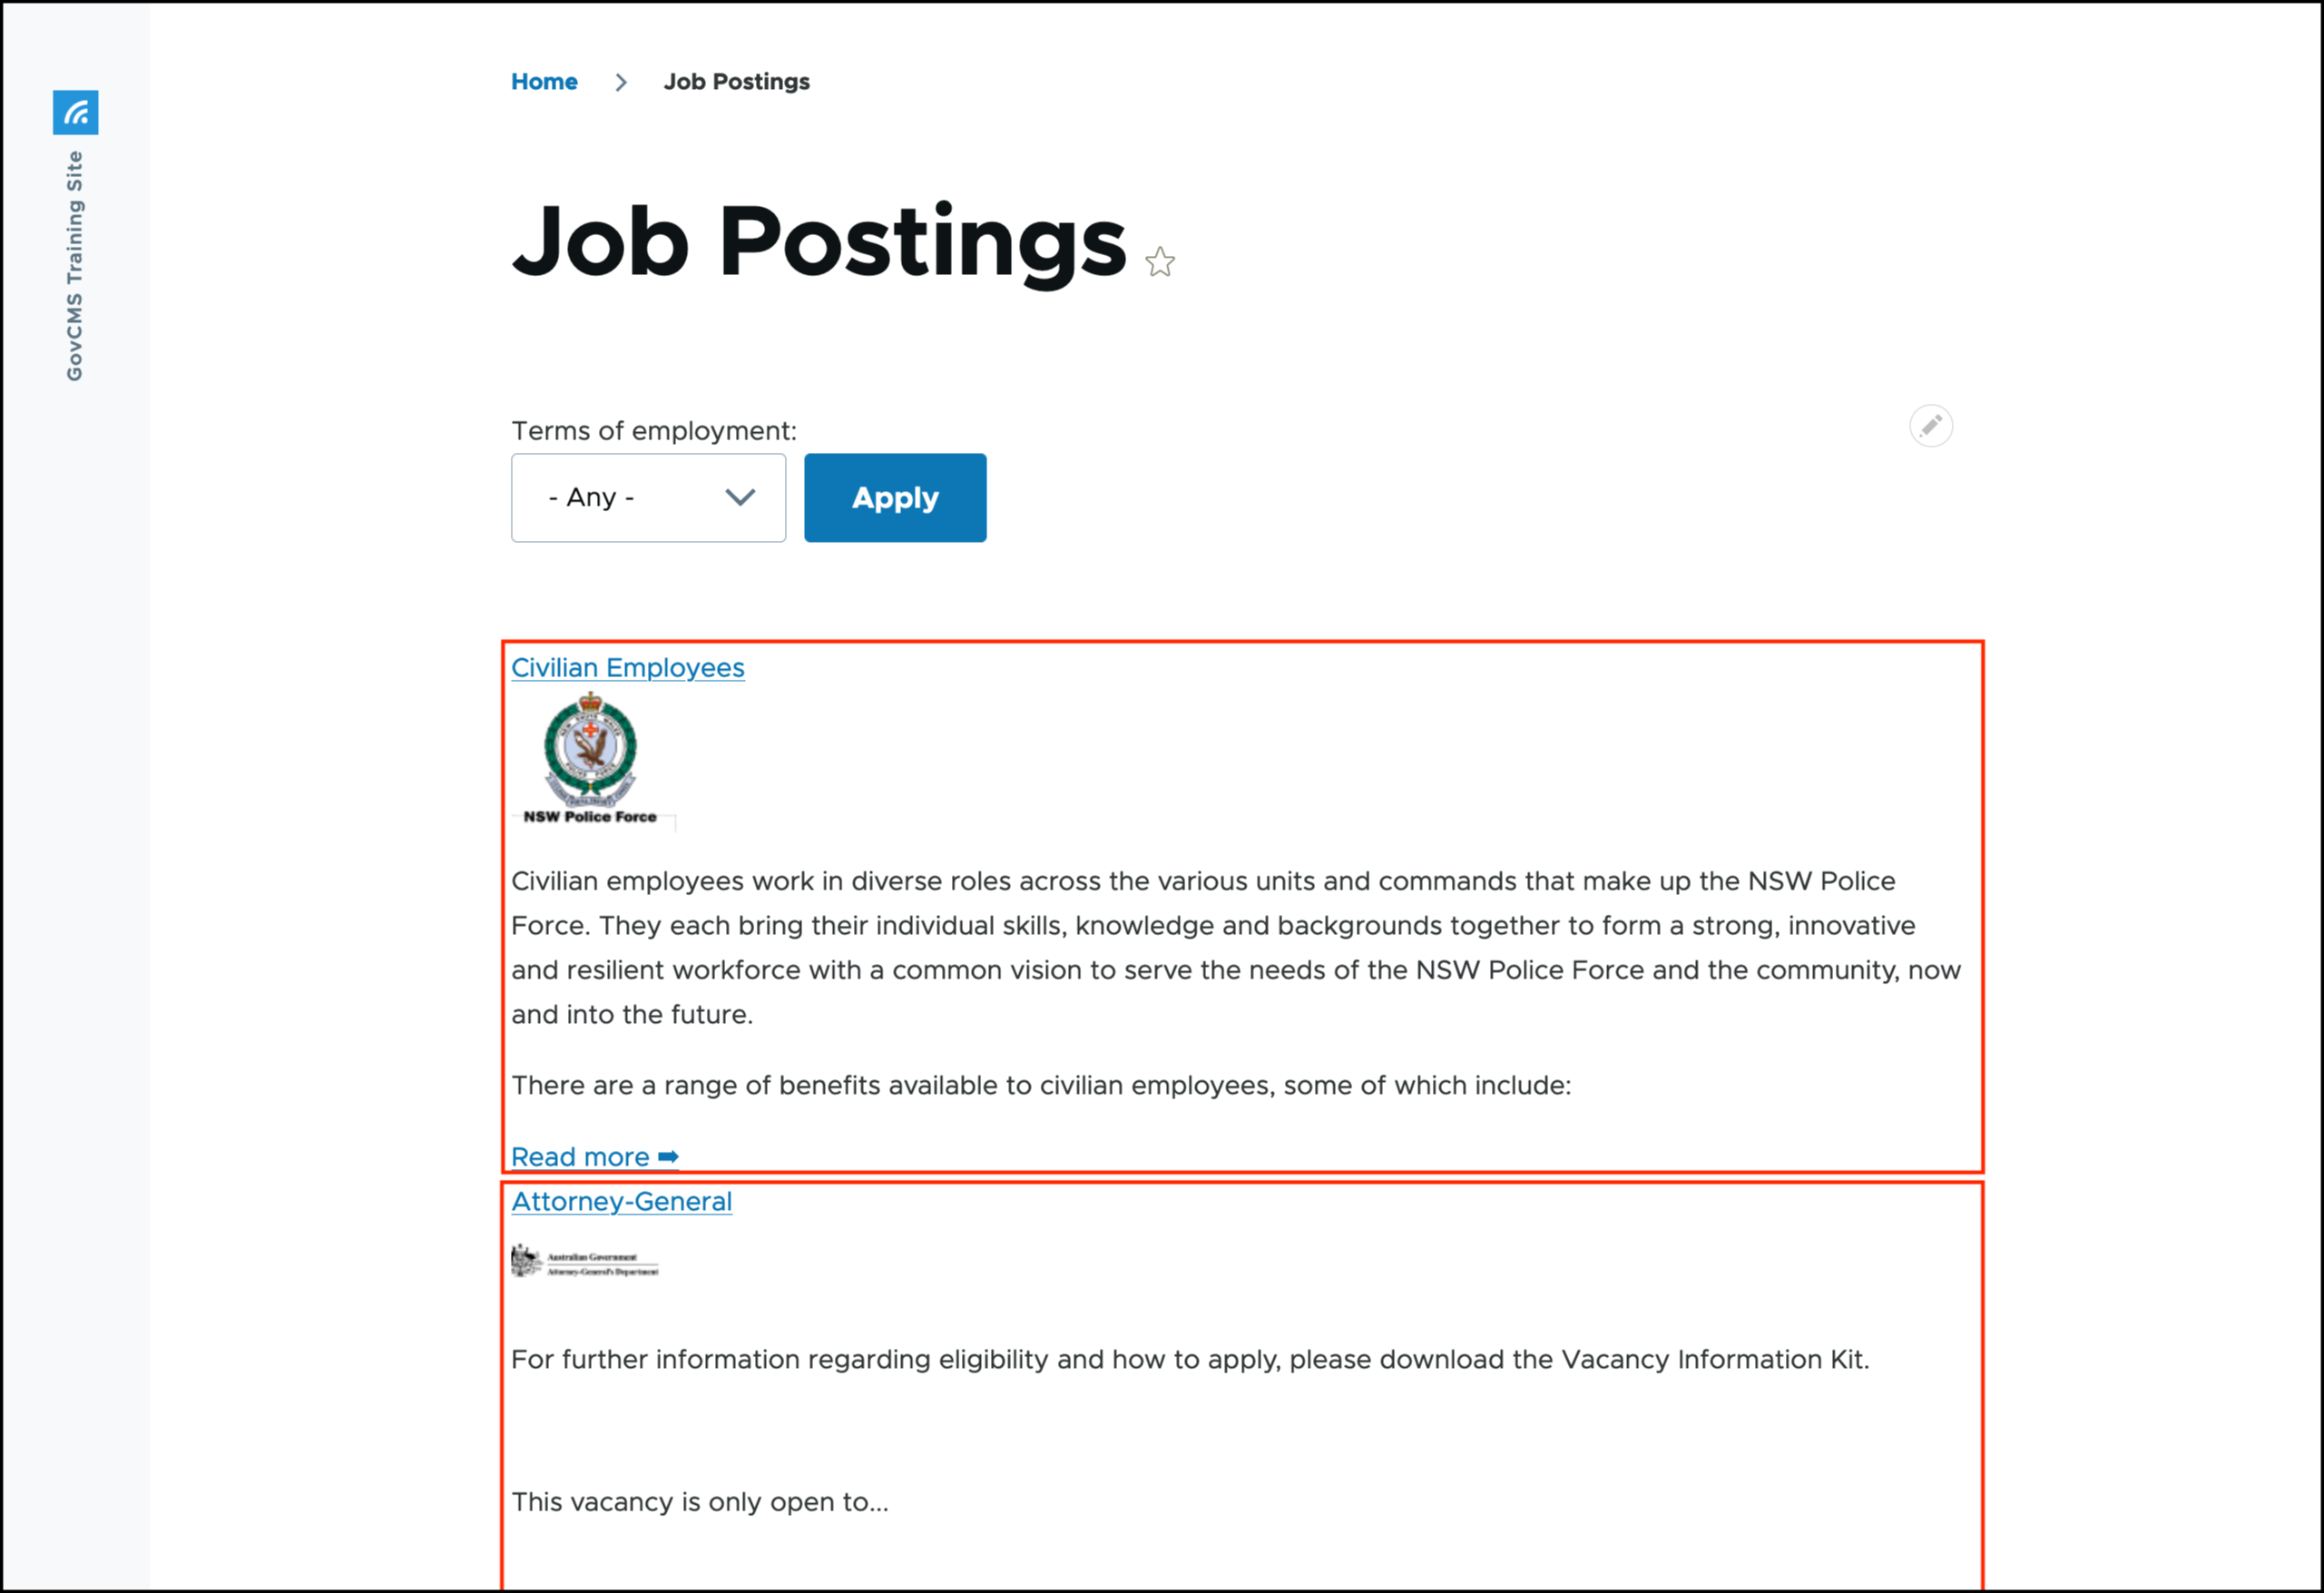 Home > Job Postings
GovCMS Training Site
Job Postings
Terms of employment:
- Any -
Apply
Civilian Employees
NSW Police Force
Civilian employees work in diverse roles across the various units and commands that make up the NSW Police
Force. They each bring their individual skills, knowledge and backgrounds together to form a strong, innovative
and resilient workforce with a common vision to serve the needs of the NSW Police Force and the community, now
and into the future.
There are a range of benefits available to civilian employees, some of which include:
Read more ➡
Attorney-General
Australian Government
Attorney-General's Department
For further information regarding eligibility and how to apply, please download the Vacancy Information Kit.
This vacancy is only open to...